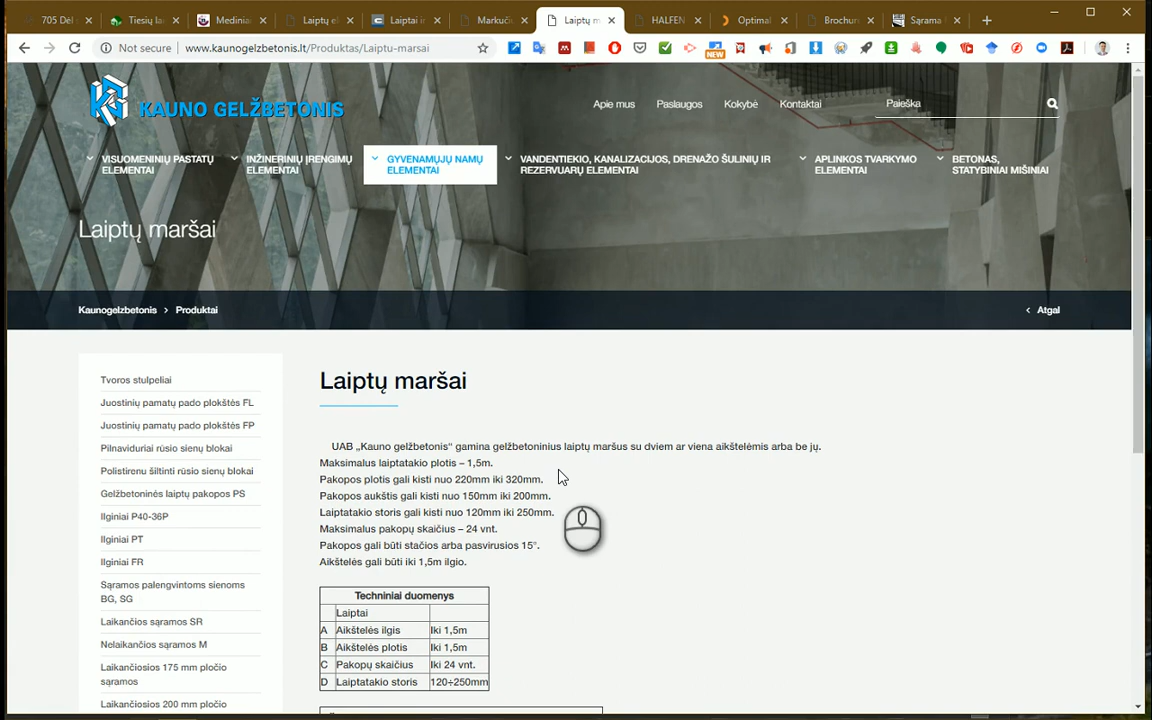 705 Dė
Tiesių la
Mediniai
Laiptų el
Laiptai ir
Markučiu
Laiptų m
HALFEN
Optimal
Brochur
Sąrama
Not secure
www.kaunogelzbetonis.lt/Produktas/Laiptu-marsai
NEW
KAUNO GELŽBETONIS
Apie mus
Paslaugos
Kokybė
Kontaktai
Paieška
VISUOMENINIŲ PASTATŲ
ELEMENTAI
INŽINERINIŲ ĮRENGIMŲ
ELEMENTAI
GYVENAMŲJŲ NAMŲ
ELEMENTAI
VANDENTIEKIO, KANALIZACIJOS, DRENAŽO ŠULINIŲ IR
REZERVUARŲ ELEMENTAI
APLINKOS TVARKYMO
ELEMENTAI
BETONAS,
STATYBINIAI MIŠINIAI
Laiptų maršai
Kaunogelzbetonis > Produktai
Atgal
Tvoros stulpeliai
Juostinių pamatų pado plokštės FL
Juostinių pamatų pado plokštės FP
Pilnaviduriai rūsio sienų blokai
Polistirenu šiltinti rūsio sienų blokai
Gelžbetoninės laiptų pakopos PS
Ilginiai P40-36P
Ilginiai PT
Ilginiai FR
Sąramos palengvintoms sienoms
BG, SG
Laikančios sąramos SR
Nelaikančios sąramos M
Laikančiosios 175 mm pločio
sąramos
Laikančiosios 200 mm pločio
Laiptų maršai
UAB „Kauno gelžbetonis“ gamina gelžbetoninius laiptų maršus su dviem ar viena aikštelėmis arba be jų.
Maksimalus laiptatakio plotis – 1,5m.
Pakopos plotis gali kisti nuo 220mm iki 320mm.
Pakopos aukštis gali kisti nuo 150mm iki 200mm.
Laiptatakio storis gali kisti nuo 120mm iki 250mm.
Maksimalus pakopų skaičius – 24 vnt.
Pakopos gali būti stačios arba pasvirusios 15°.
Aikštelės gali būti iki 1,5m ilgio.
Techniniai duomenys
Laiptai
A Aikštelės ilgis Iki 1,5m
B Aikštelės plotis Iki 1,5m
C Pakopų skaičius Iki 24 vnt.
D Laiptatakio storis 120÷250mm